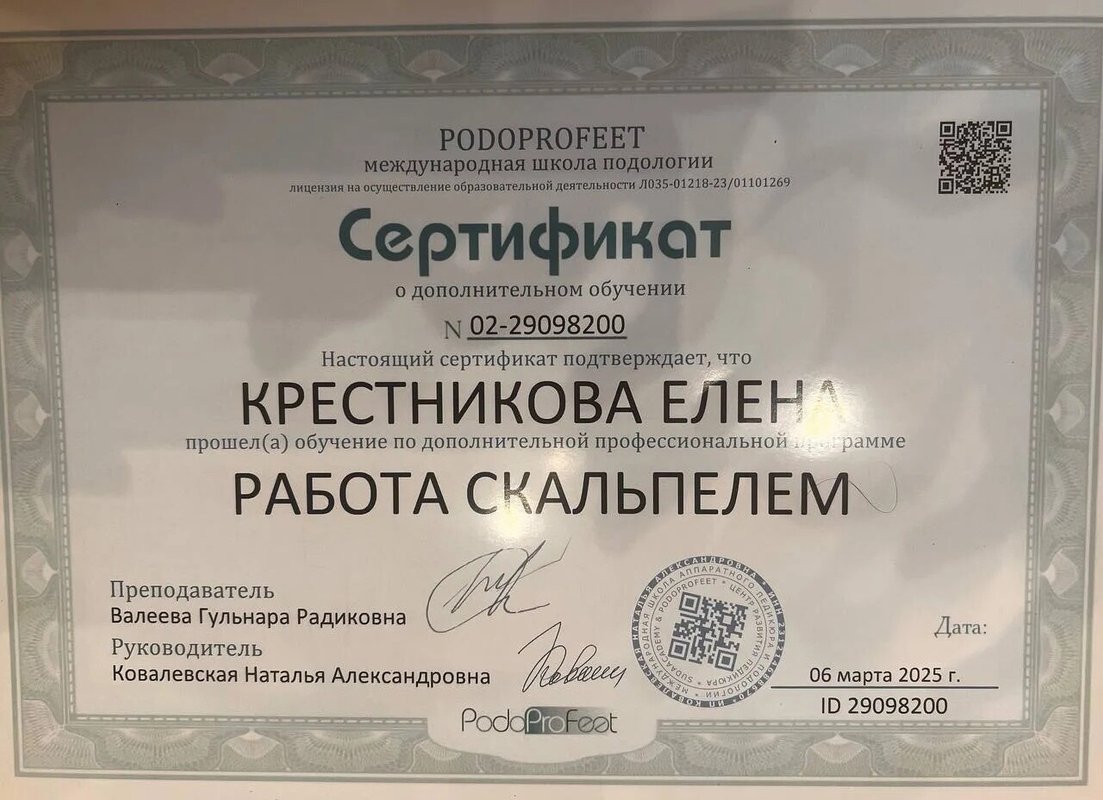 PODOPROFEET
международная школа подологии
лицензия на осуществление образовательной деятельности Л035-01218-23/01101269
Сертификат
о дополнительном обучении
N 02-29098200
Настоящий сертификат подтверждает, что
КРЕСТНИКОВА ЕЛЕНА
прошел(а) обучение по дополнительной профессиональной программе
РАБОТА СКАЛЬПЕЛЕМ
Преподаватель
Валеева Гульнара Радиковна
Руководитель
Ковалевская Наталья Александровна
Дата:
06 марта 2025 г.
ID 29098200
PodoProFeet